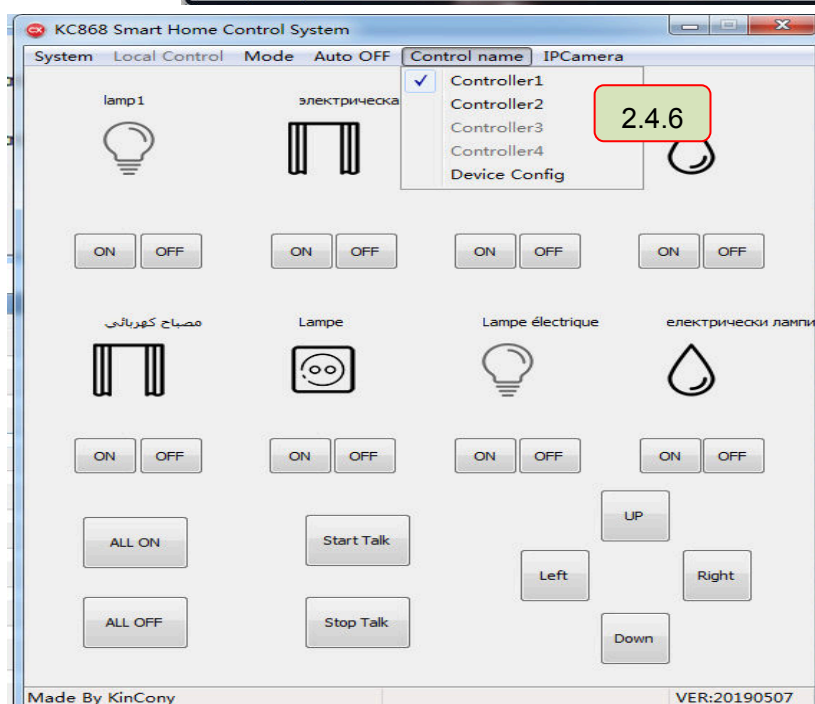 KC868 Smart Home Control System
System Local Control Mode Auto OFF Control name IPCamera
Controller1
Controller2
Controller3
Controller4
Device Config
2.4.6
lamp1 электрическа
ON OFF ON OFF ON OFF ON OFF
مصباح كهربائي Lampe Lampe électrique електрически лампи
ON OFF ON OFF ON OFF ON OFF
ALL ON Start Talk UP
Left Right
ALL OFF Stop Talk Down
Made By KinCony VER:20190507